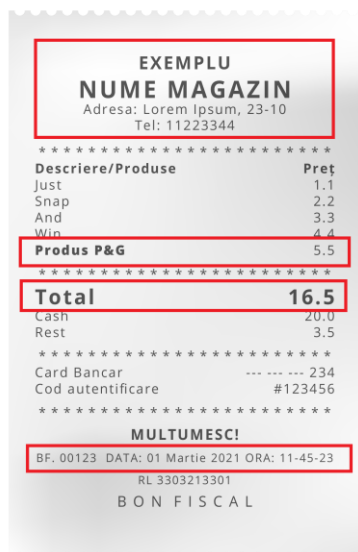 EXEMPLU
NUME MAGAZIN
Adresa: Lorem Ipsum, 23-10
Tel: 11223344
* * * * * * * * * * * * * * * * * * * * * * * *
Descriere/Produse Preț
Just 1.1
Snap 2.2
And 3.3
Win 4.4
Produs P&G 5.5
* * * * * * * * * * * * * * * * * * * * * * * *
Total 16.5
Cash 20.0
Rest 3.5
* * * * * * * * * * * * * * * * * * * * * * * *
Card Bancar --- --- --- 234
Cod autentificare #123456
* * * * * * * * * * * * * * * * * * * * * * * *
MULTUMESC!
BF. 00123 DATA: 01 Martie 2021 ORA: 11-45-23
RL 3303213301
BON FISCAL